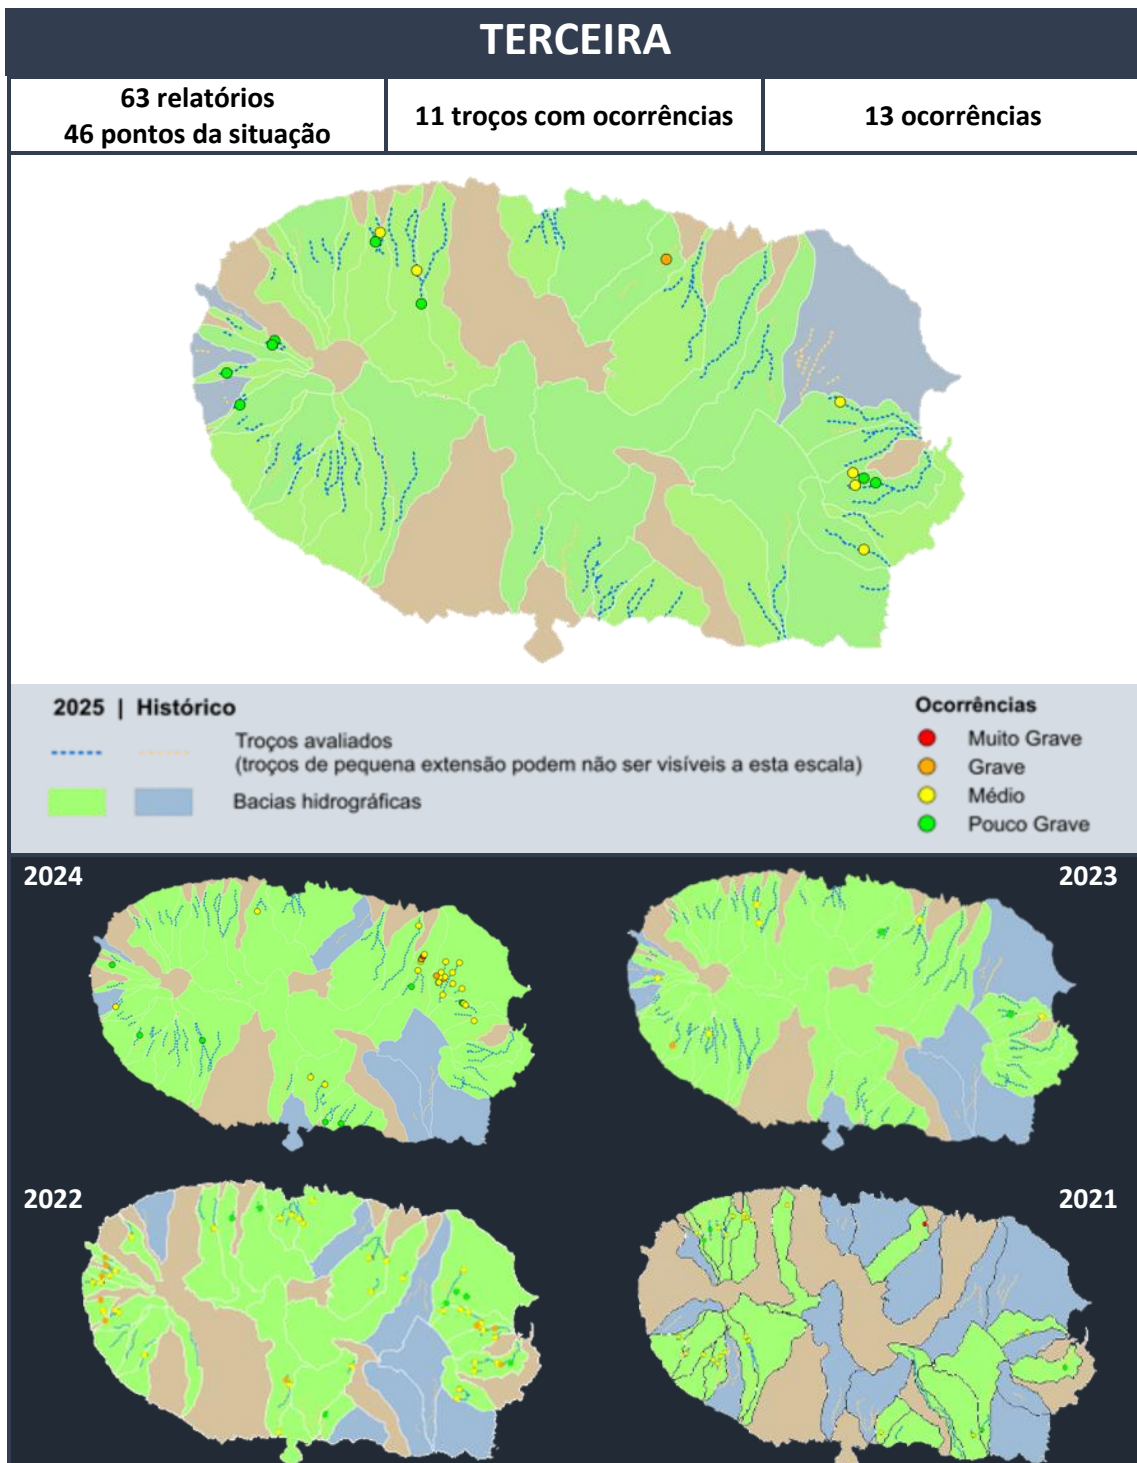 TERCEIRA
63 relatórios
46 pontos da situação
11 troços com ocorrências
13 ocorrências
2025 | Histórico
Troços avaliados
(troços de pequena extensão podem não ser visíveis a esta escala)
Bacias hidrográficas
Ocorrências
Muito Grave
Grave
Médio
Pouco Grave
2024
2023
2022
2021